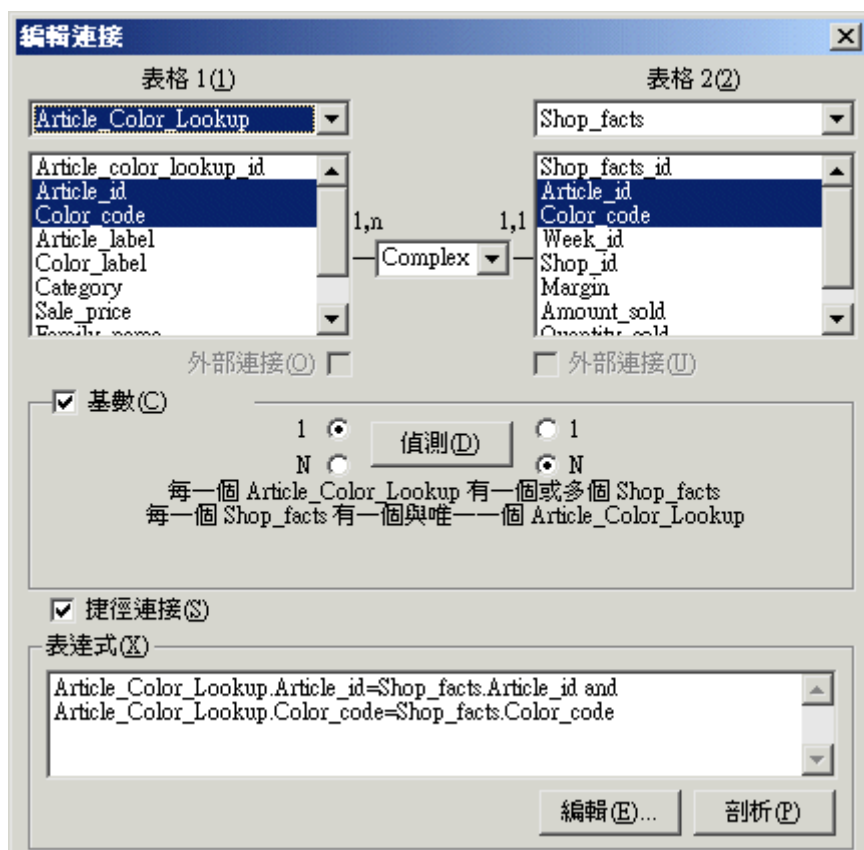 編輯連接
表格 1(1)
表格 2(2)
Article_Color_Lookup
Shop_facts
Article_color_lookup_id
Article_id
Color_code
Article_label
Color_label
Category
Sale_price
Family_name
1,n
1,1
Complex
Shop_facts_id
Article_id
Color_code
Week_id
Shop_id
Margin
Amount_sold
Quantity_sold
外部連接(O)
外部連接(U)
基數(C)
1
偵測(D)
1
N
N
每一個 Article_Color_Lookup 有一個或多個 Shop_facts
每一個 Shop_facts 有一個與唯一一個 Article_Color_Lookup
捷徑連接(S)
表達式(X)
Article_Color_Lookup.Article_id=Shop_facts.Article_id and
Article_Color_Lookup.Color_code=Shop_facts.Color_code
編輯(E)...
剖析(P)